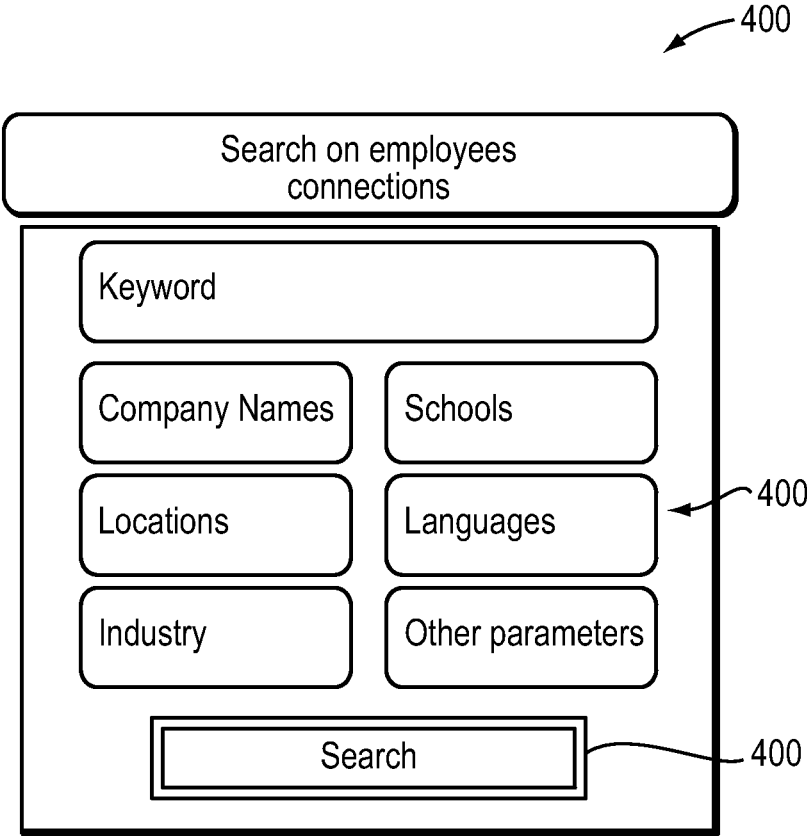 400
Search on employees
connections
Keyword
Company Names
Schools
Locations
Languages
400
Industry
Other parameters
Search
400